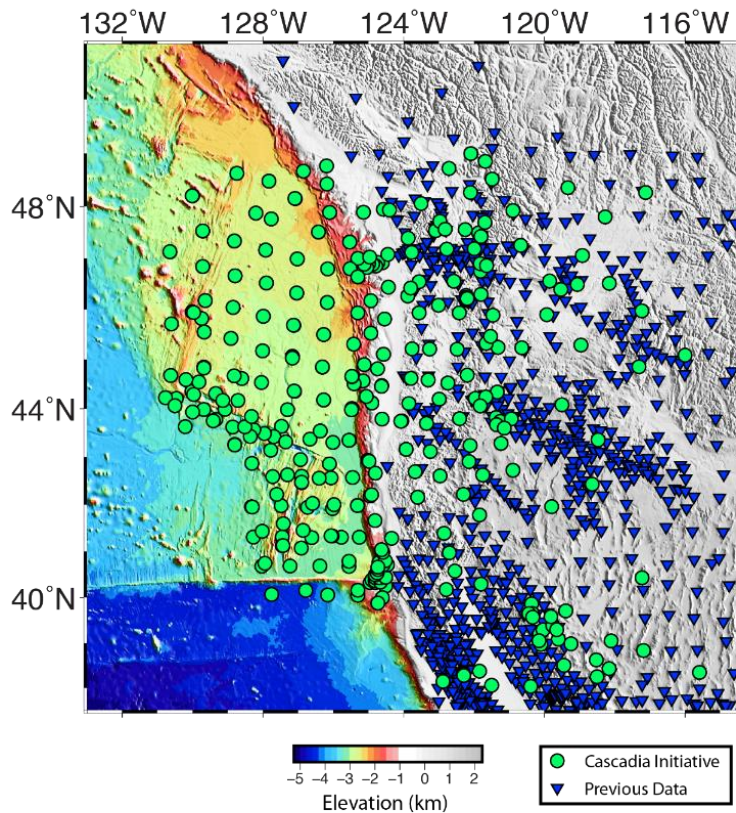 132°W 128°W 124°W 120°W 116°W
48°N
44°N
40°N
-5 -4 -3 -2 -1 0 1 2
Elevation (km)
Cascadia Initiative
Previous Data